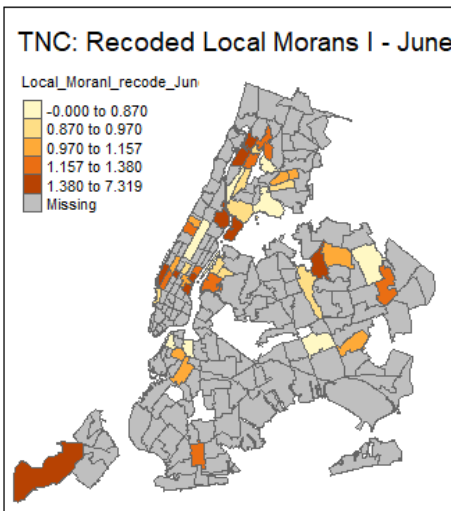 TNC: Recoded Local Morans I - June
Local_MoranI_recode_Jun
-0.000 to 0.870
0.870 to 0.970
0.970 to 1.157
1.157 to 1.380
1.380 to 7.319
Missing